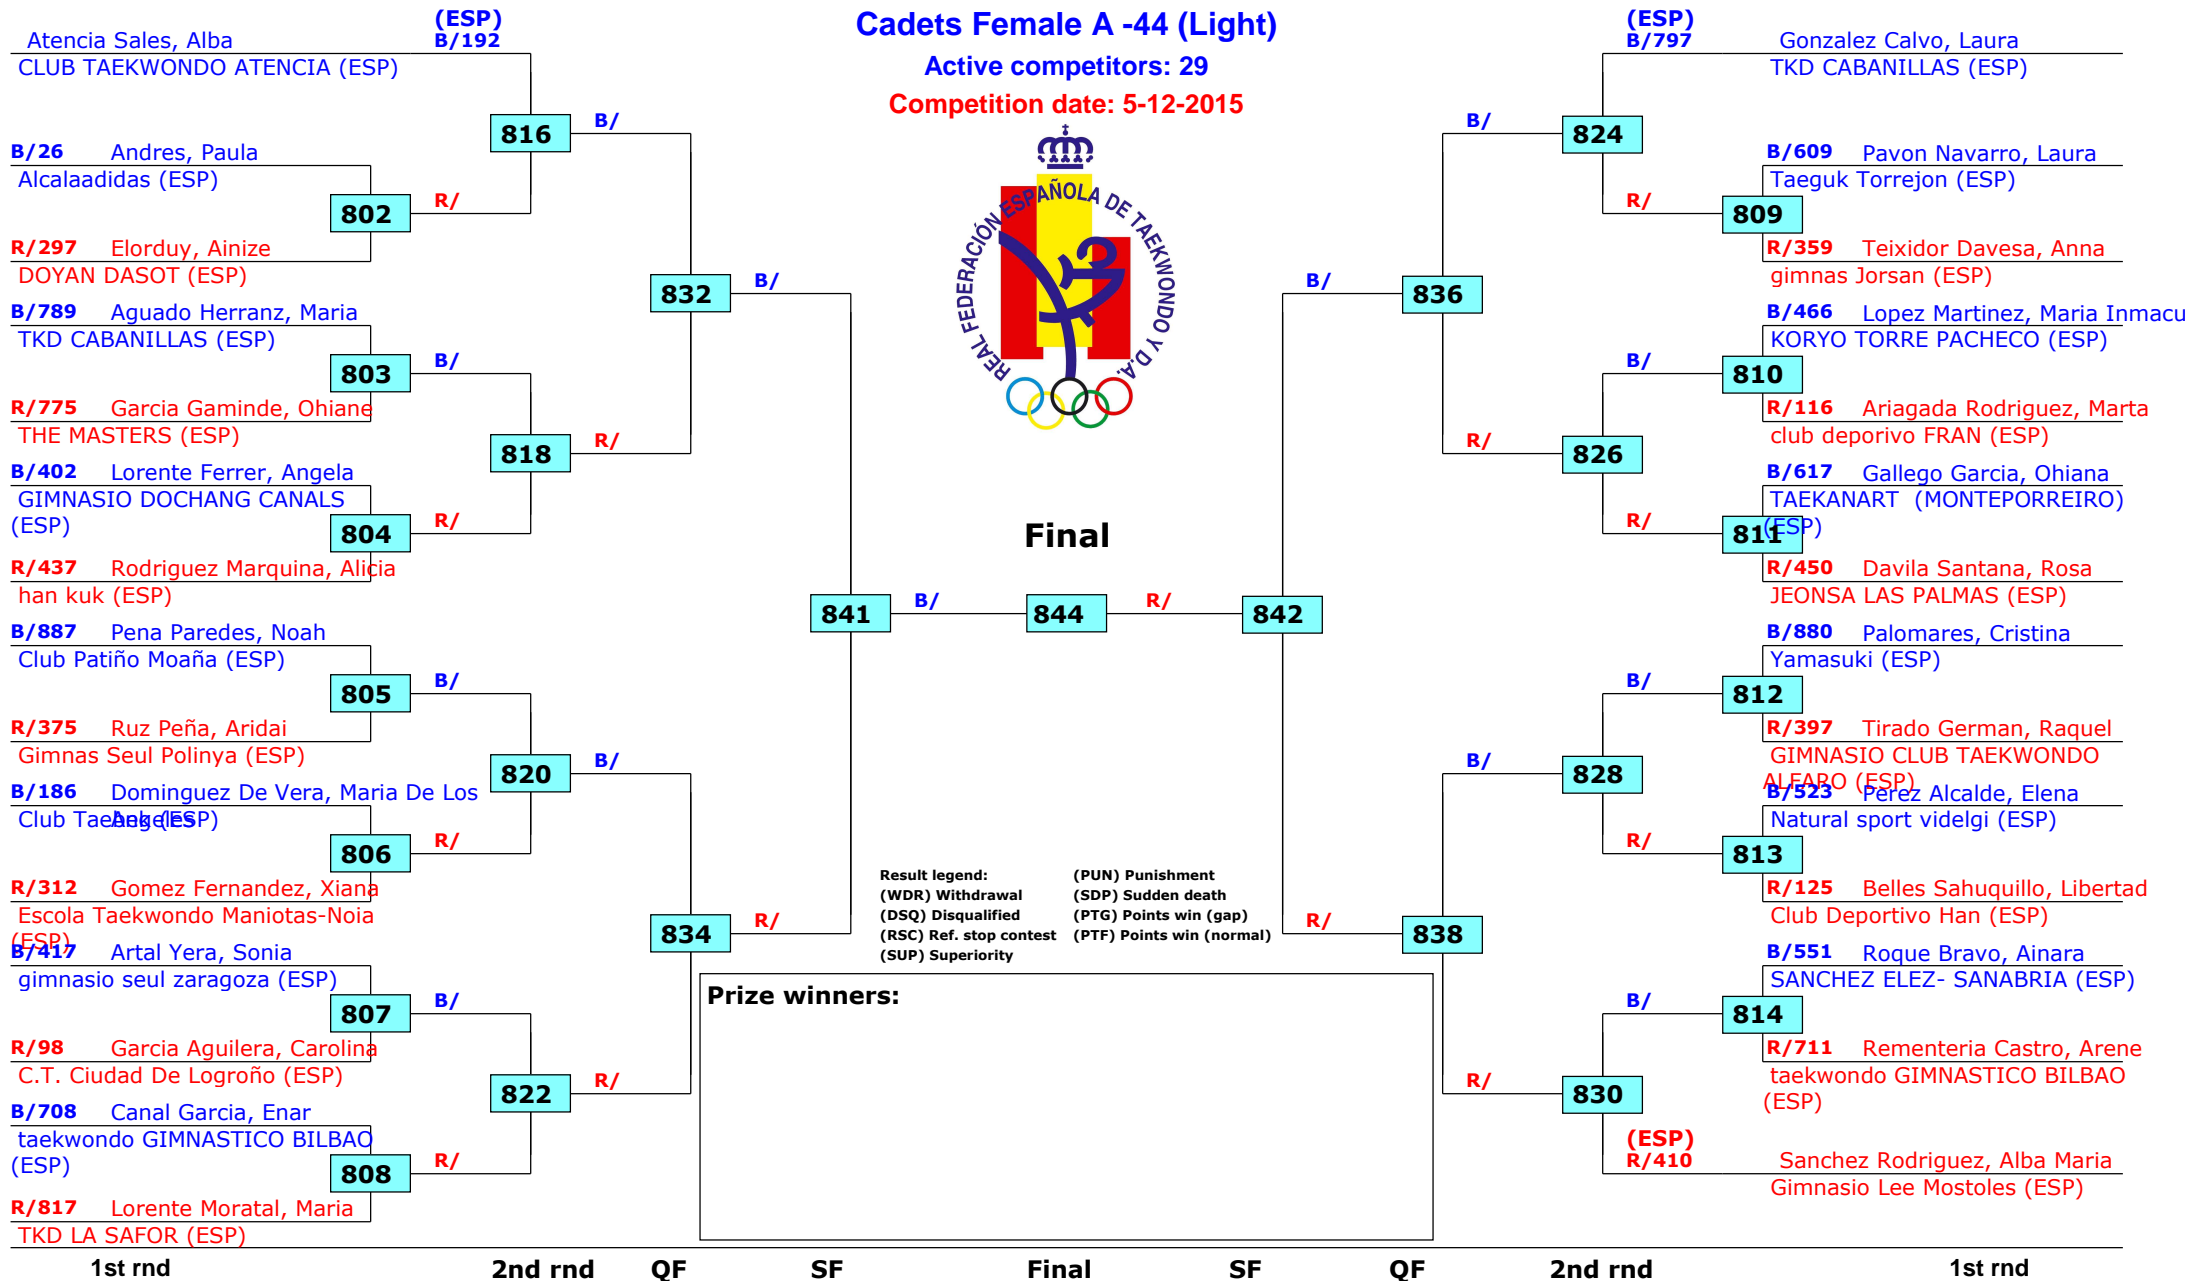 Cadets Female A -44 (Light)
Active competitors: 29
Competition date: 5-12-2015
REAL FEDERACIÓN ESPAÑOLA DE TAEKWONDO Y D.A.
(ESP)
Atencia Sales, Alba B/192
CLUB TAEKWONDO ATENCIA (ESP)
816
B/
B/26 Andres, Paula
Alcalaadidas (ESP)
802
R/
R/297 Elorduy, Ainize
DOYAN DASOT (ESP)
832
B/
B/789 Aguado Herranz, Maria
TKD CABANILLAS (ESP)
803
B/
R/775 Garcia Gaminde, Ohiane
THE MASTERS (ESP)
818
R/
B/402 Lorente Ferrer, Angela
GIMNASIO DOCHANG CANALS
(ESP)
804
R/
R/437 Rodriguez Marquina, Alicia
han kuk (ESP)
841
B/
B/887 Pena Paredes, Noah
Club Patiño Moaña (ESP)
805
B/
R/375 Ruz Peña, Aridai
Gimnas Seul Polinya (ESP)
820
B/
B/186 Dominguez De Vera, Maria De Los
Angeles
Club Taebek (ESP)
806
R/
R/312 Gomez Fernandez, Xiana
Escola Taekwondo Maniotas-Noia
(ESP)
834
R/
B/417 Artal Yera, Sonia
gimnasio seul zaragoza (ESP)
807
B/
R/98 Garcia Aguilera, Carolina
C.T. Ciudad De Logroño (ESP)
822
R/
B/708 Canal Garcia, Enar
taekwondo GIMNASTICO BILBAO
(ESP)
808
R/
R/817 Lorente Moratal, Maria
TKD LA SAFOR (ESP)
Final
844
R/
842
(ESP)
B/797 Gonzalez Calvo, Laura
TKD CABANILLAS (ESP)
B/
824
B/609 Pavon Navarro, Laura
Taeguk Torrejon (ESP)
R/
809
R/359 Teixidor Davesa, Anna
gimnas Jorsan (ESP)
B/
836
B/466 Lopez Martinez, Maria Inmacu
KORYO TORRE PACHECO (ESP)
B/
810
R/116 Ariagada Rodriguez, Marta
club deporivo FRAN (ESP)
R/
826
B/617 Gallego Garcia, Ohiana
TAEKANART (MONTEPORREIRO)
(ESP)
R/
811
R/450 Davila Santana, Rosa
JEONSA LAS PALMAS (ESP)
B/880 Palomares, Cristina
Yamasuki (ESP)
B/
812
R/397 Tirado German, Raquel
GIMNASIO CLUB TAEKWONDO
ALFARO (ESP)
B/
828
B/523 Perez Alcalde, Elena
Natural sport videlgi (ESP)
R/
813
R/125 Belles Sahuquillo, Libertad
Club Deportivo Han (ESP)
R/
838
B/551 Roque Bravo, Ainara
SANCHEZ ELEZ- SANABRIA (ESP)
B/
814
R/711 Rementeria Castro, Arene
taekwondo GIMNASTICO BILBAO
(ESP)
R/
830
(ESP)
R/410 Sanchez Rodriguez, Alba Maria
Gimnasio Lee Mostoles (ESP)
Result legend: (PUN) Punishment
(WDR) Withdrawal (SDP) Sudden death
(DSQ) Disqualified (PTG) Points win (gap)
(RSC) Ref. stop contest (PTF) Points win (normal)
(SUP) Superiority
Prize winners:
1st rnd 2nd rnd QF SF Final SF QF 2nd rnd 1st rnd